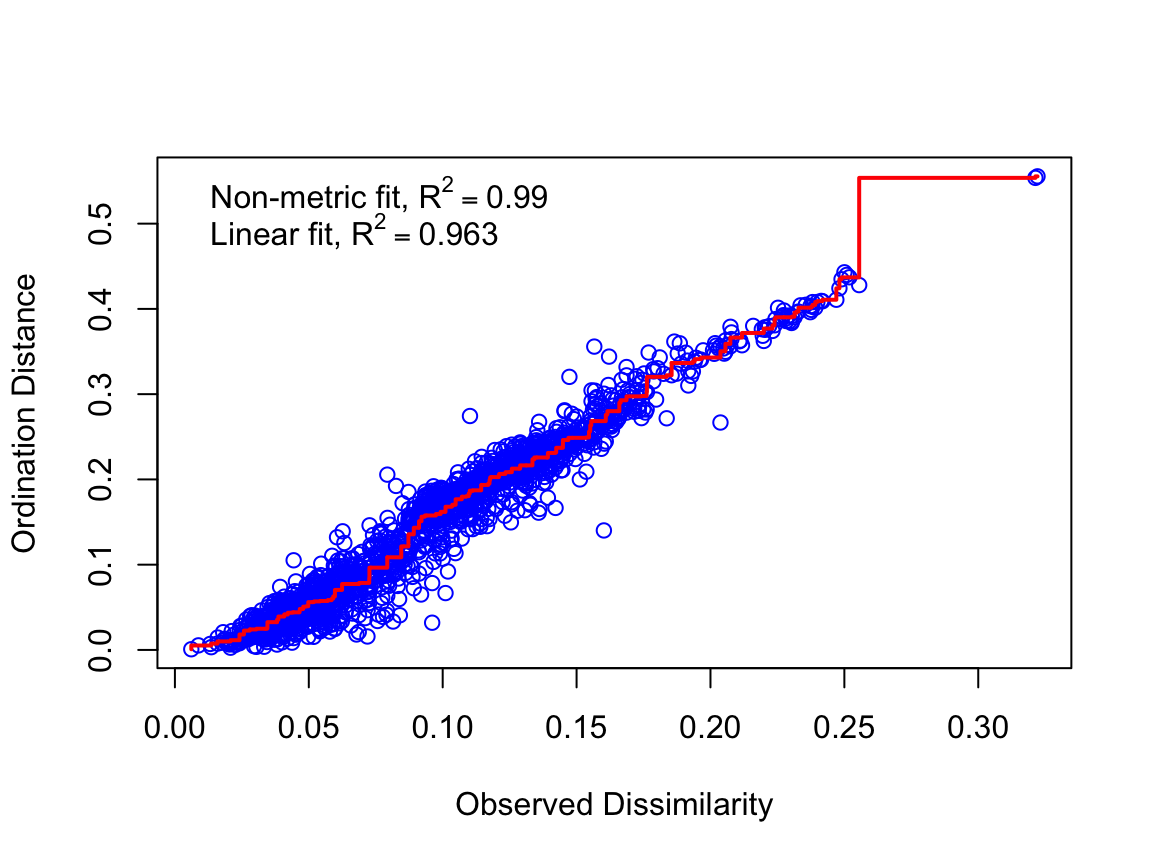 Non-metric fit, R² = 0.99
Linear fit, R² = 0.963
Ordination Distance
0.5
0.4
0.3
0.2
0.1
0.0
0.00 0.05 0.10 0.15 0.20 0.25 0.30
Observed Dissimilarity